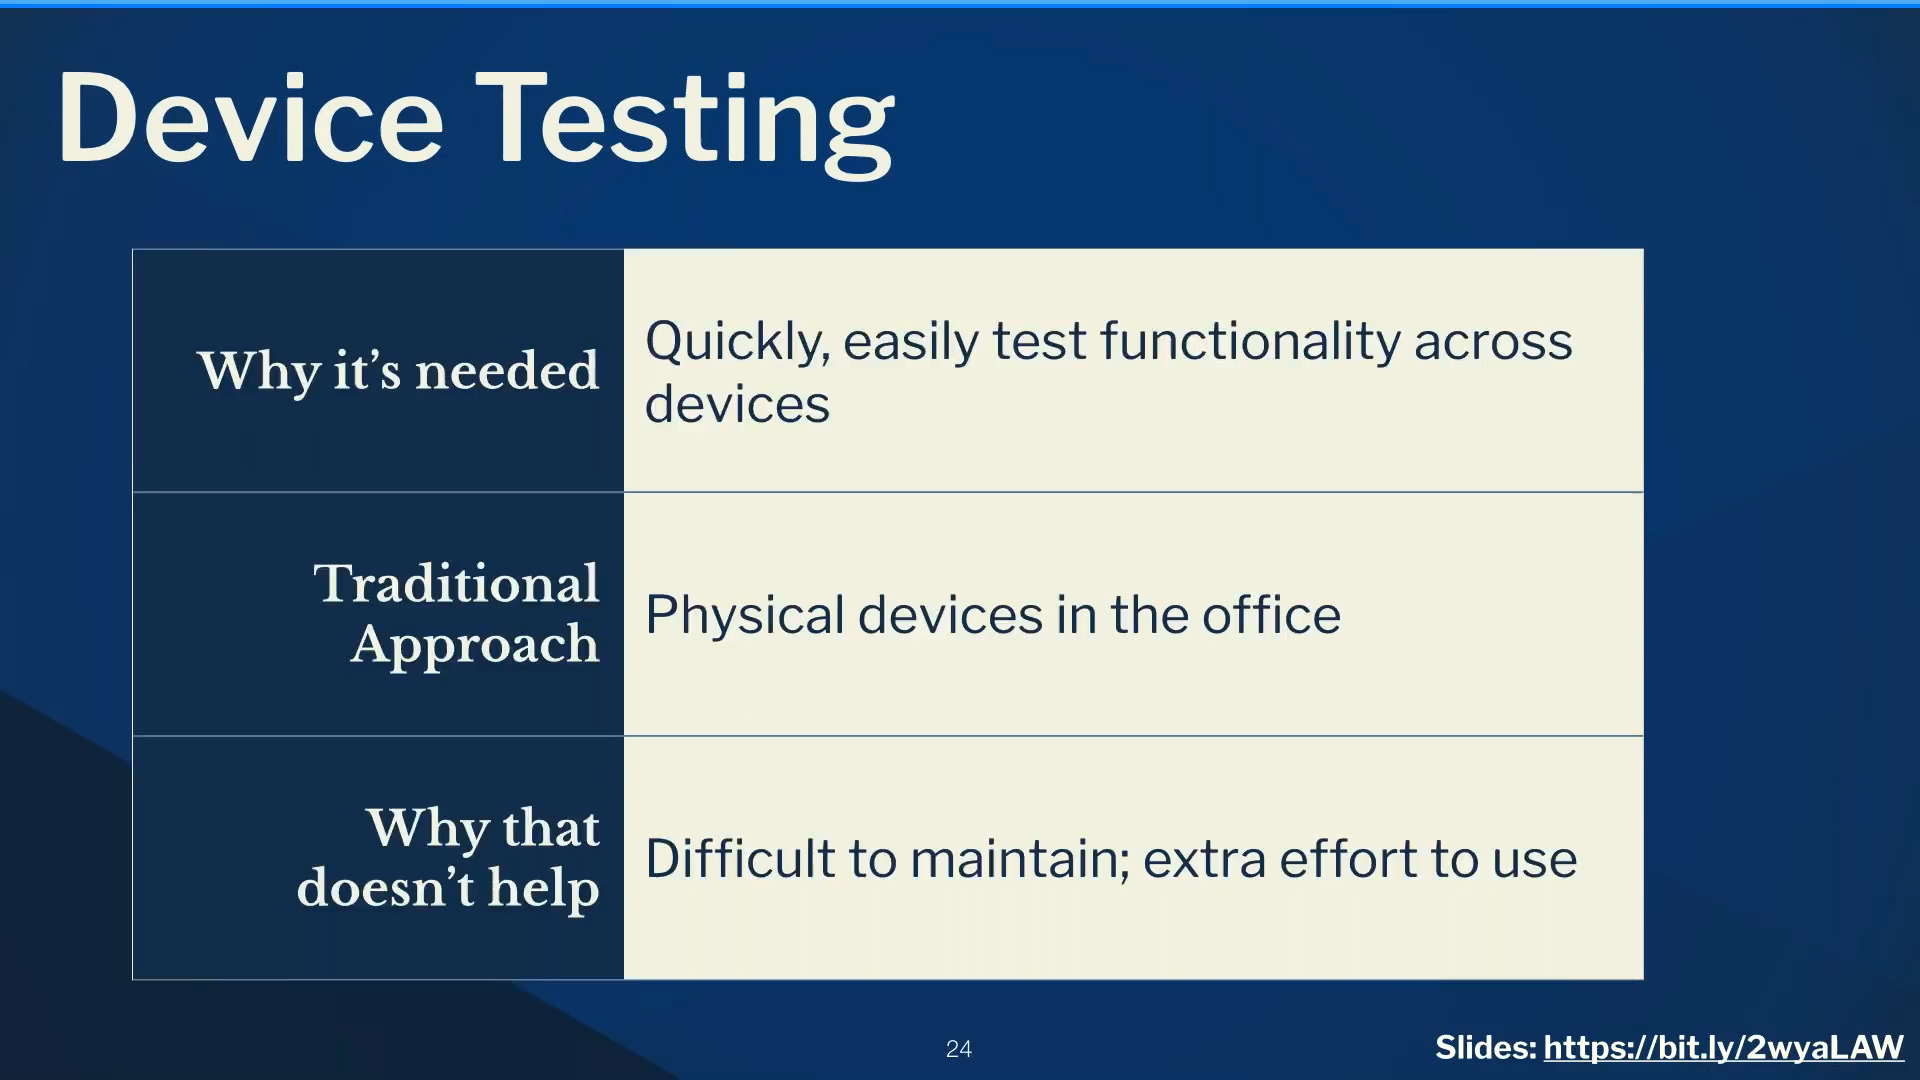 Device Testing
Why it’s needed
Quickly, easily test functionality across
devices
Traditional
Approach
Physical devices in the office
Why that
doesn’t help
Difficult to maintain; extra effort to use
24
Slides: https://bit.ly/2wyaLAW